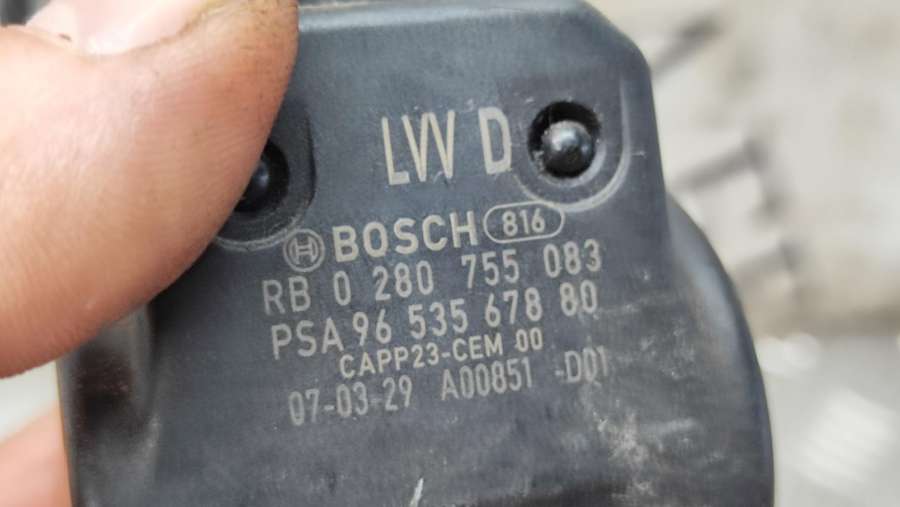 LW D
BOSCH 816
RB 0 280 755 083
PSA 96 535 678 80
CAPP23-CEM 00
07-03-29 A00851 -D01